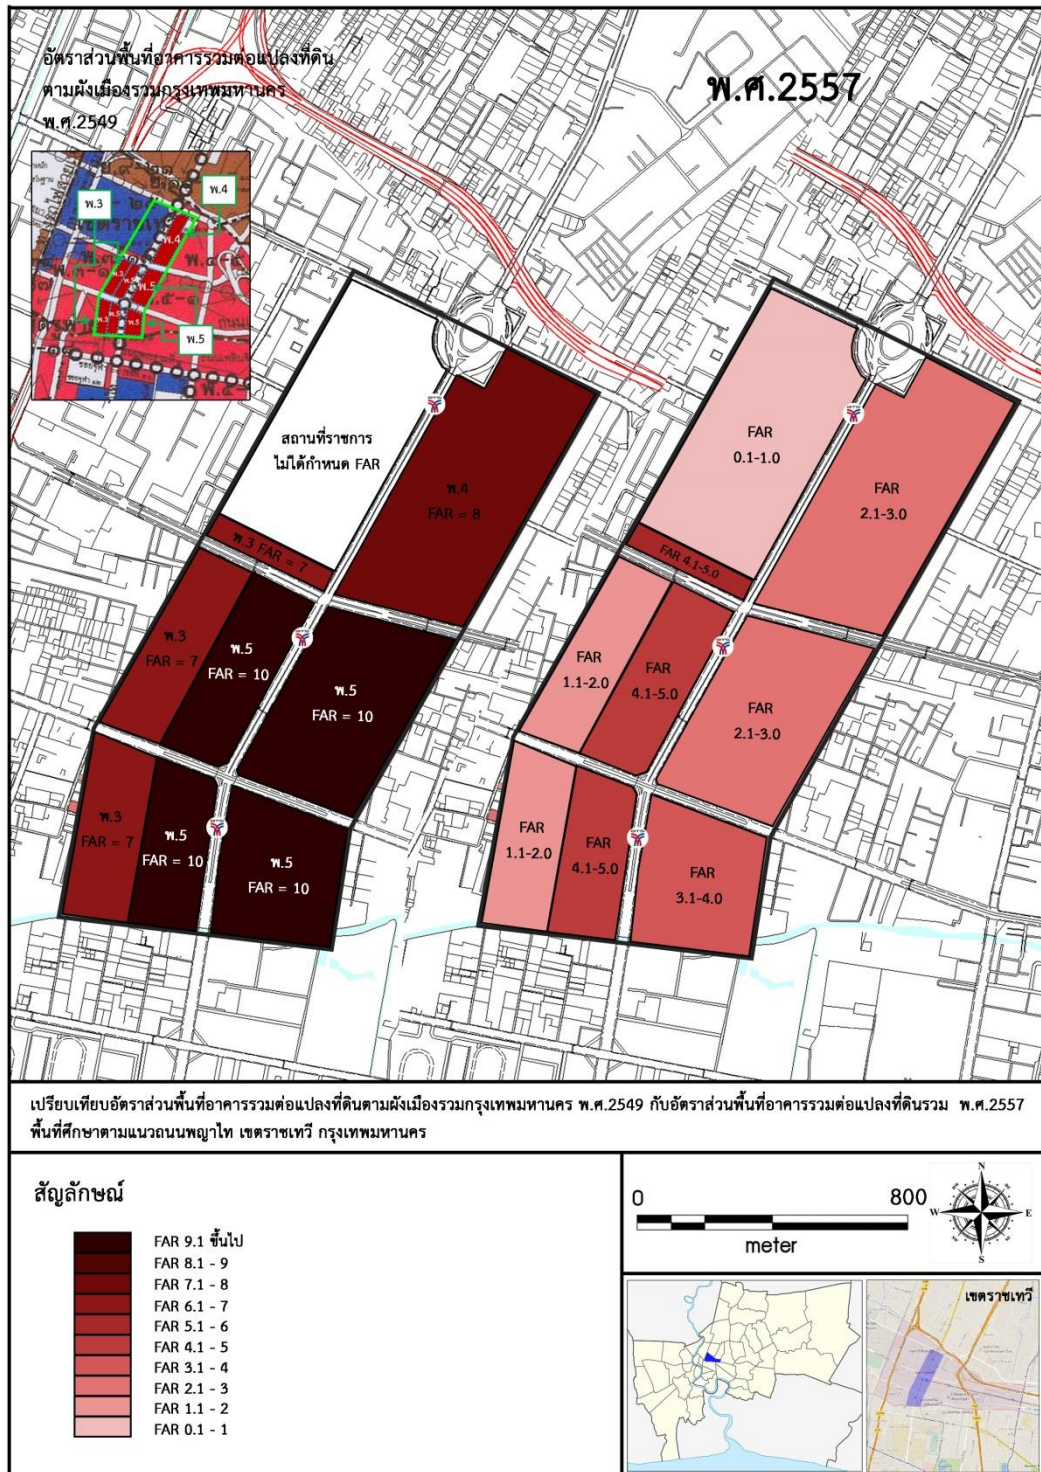 อัตราส่วนพื้นที่อาคารรวมต่อแปลงที่ดิน
ตามผังเมืองรวมกรุงเทพมหานคร
พ.ศ.2549
พ.ศ.2557
พ.3
พ.4
พ.4
พ.5
พ.5
สถานที่ราชการ
ไม่ได้กำหนด FAR
พ.4
FAR = 8
พ.3 FAR = 7
พ.3
FAR = 7
พ.5
FAR = 10
พ.5
FAR = 10
พ.3
FAR = 7
พ.5
FAR = 10
พ.5
FAR = 10
FAR
0.1-1.0
FAR
2.1-3.0
FAR 4.1-5.0
FAR
1.1-2.0
FAR
4.1-5.0
FAR
2.1-3.0
FAR
1.1-2.0
FAR
4.1-5.0
FAR
3.1-4.0
เปรียบเทียบอัตราส่วนพื้นที่อาคารรวมต่อแปลงที่ดินตามผังเมืองรวมกรุงเทพมหานคร พ.ศ.2549 กับอัตราส่วนพื้นที่อาคารรวมต่อแปลงที่ดินรวม พ.ศ.2557
พื้นที่ศึกษาตามแนวถนนพญาไท เขตราชเทวี กรุงเทพมหานคร
สัญลักษณ์
FAR 9.1 ขึ้นไป
FAR 8.1 - 9
FAR 7.1 - 8
FAR 6.1 - 7
FAR 5.1 - 6
FAR 4.1 - 5
FAR 3.1 - 4
FAR 2.1 - 3
FAR 1.1 - 2
FAR 0.1 - 1
0 800
meter
N
W E
S
เขตราชเทวี